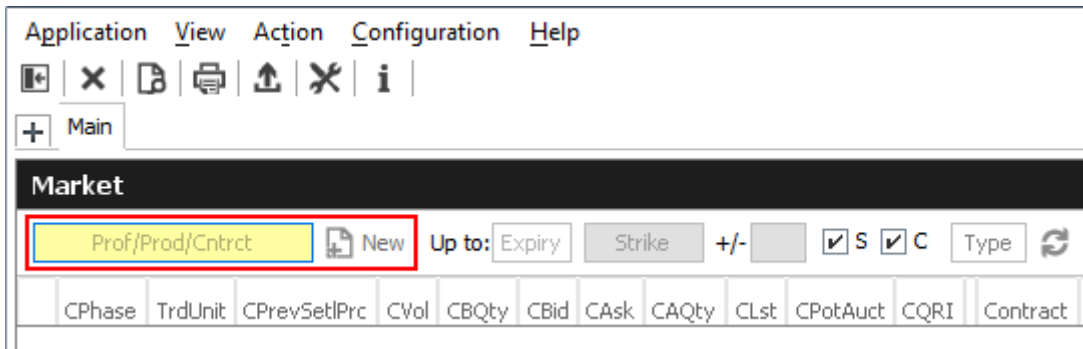 Application View Action Configuration Help
Main
Market
Prof/Prod/Cntrct New Up to: Expiry Strike +/- S C Type
CPhase TrdUnit CPrevSetlPrc CVol CBQty CBid CAsk CAQty CLst CPotAuct CQRI Contract